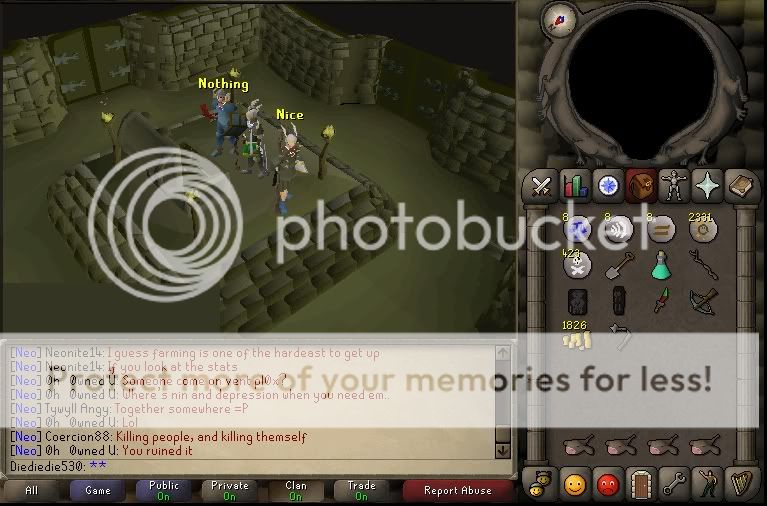 Nothing
Nice
photobucket
8 8 8 2331
423
1826
[Neo] Neonite14: I guess farming is one of the hardeast to get up
[Neo] Neonite14: If you look at the stats
[Neo] 0h 0wned U: Someone come on vent pl0x?
Protect more of your memories for less!
[Neo] 0h 0wned U: Where's nin and depression when you need em..
[Neo] Tywyll Angy: Together somewhere =P
[Neo] 0h 0wned U: Lol
[Neo] Coercion88: Killing people, and killing themself
[Neo] 0h 0wned U: You ruined it
Diediedie530: **
All Game Public On Private On Clan On Trade On Report Abuse